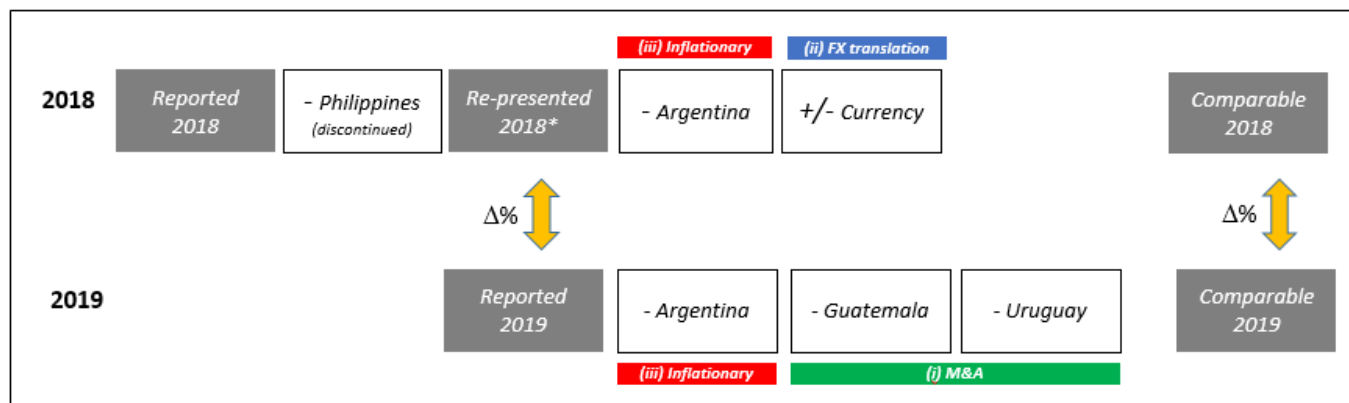 (iii) Inflationary
(ii) FX translation
2018
Reported
2018
- Philippines
(discontinued)
Re-presented
2018*
- Argentina
+/- Currency
Comparable
2018
Δ%
Δ%
2019
Reported
2019
- Argentina
- Guatemala
- Uruguay
Comparable
2019
(iii) Inflationary
(i) M&A